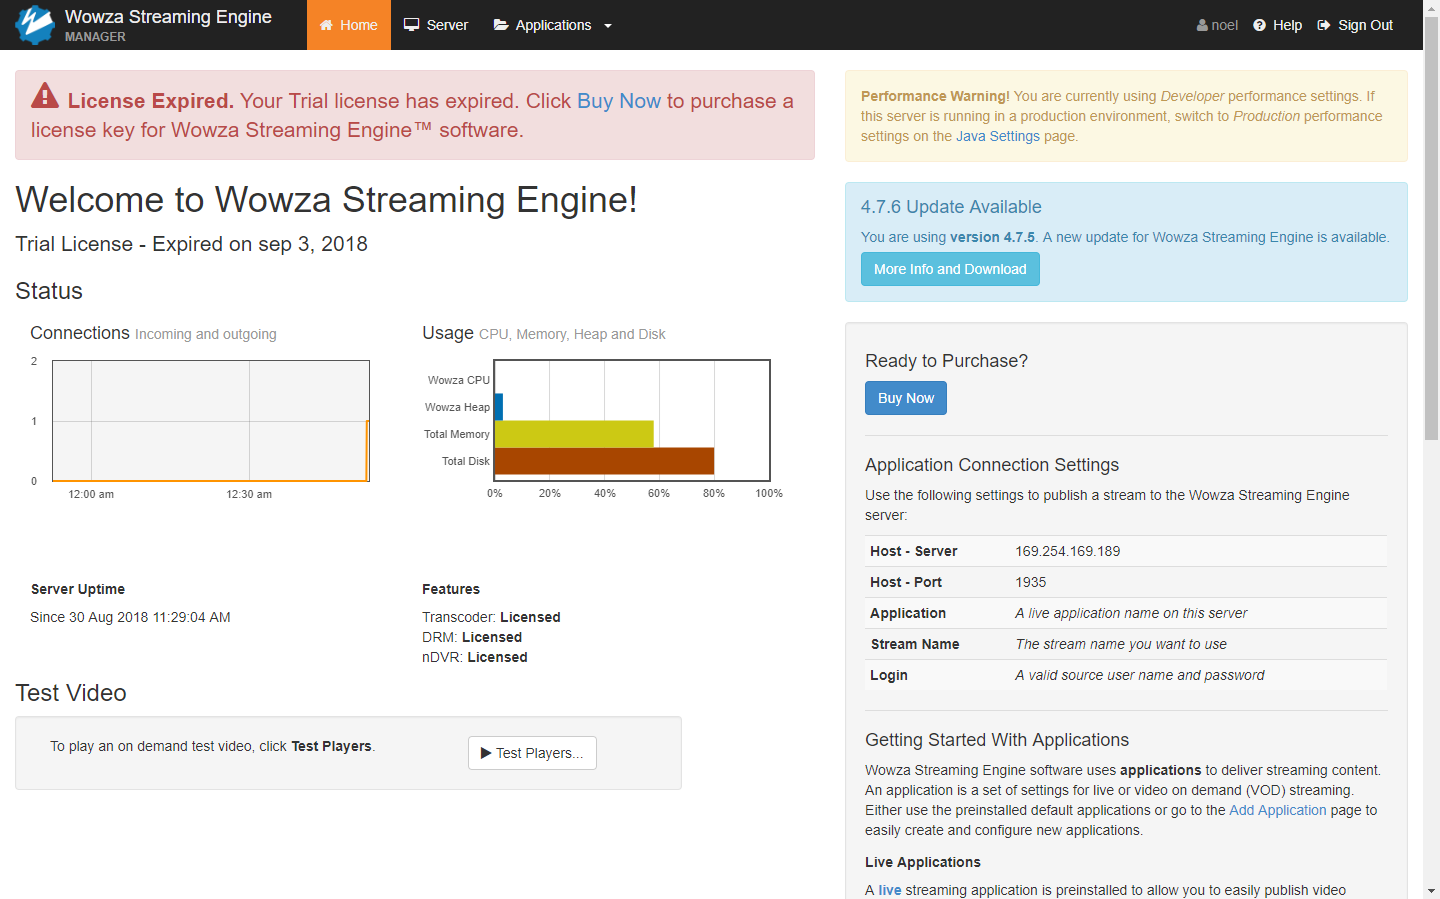 Wowza Streaming Engine
MANAGER
Home
Server
Applications
noel
Help
Sign Out
License Expired. Your Trial license has expired. Click Buy Now to purchase a
license key for Wowza Streaming Engine™ software.
Welcome to Wowza Streaming Engine!
Trial License - Expired on sep 3, 2018
Status
Connections Incoming and outgoing
2
1
0
12:00 am
12:30 am
Usage CPU, Memory, Heap and Disk
Wowza CPU
Wowza Heap
Total Memory
Total Disk
0%
20%
40%
60%
80%
100%
Server Uptime
Since 30 Aug 2018 11:29:04 AM
Features
Transcoder: Licensed
DRM: Licensed
nDVR: Licensed
Test Video
To play an on demand test video, click Test Players.
Test Players...
Performance Warning! You are currently using Developer performance settings. If
this server is running in a production environment, switch to Production performance
settings on the Java Settings page.
4.7.6 Update Available
You are using version 4.7.5. A new update for Wowza Streaming Engine is available.
More Info and Download
Ready to Purchase?
Buy Now
Application Connection Settings
Use the following settings to publish a stream to the Wowza Streaming Engine
server:
Host - Server 169.254.169.189
Host - Port 1935
Application A live application name on this server
Stream Name The stream name you want to use
Login A valid source user name and password
Getting Started With Applications
Wowza Streaming Engine software uses applications to deliver streaming content.
An application is a set of settings for live or video on demand (VOD) streaming.
Either use the preinstalled default applications or go to the Add Application page to
easily create and configure new applications.
Live Applications
A live streaming application is preinstalled to allow you to easily publish video